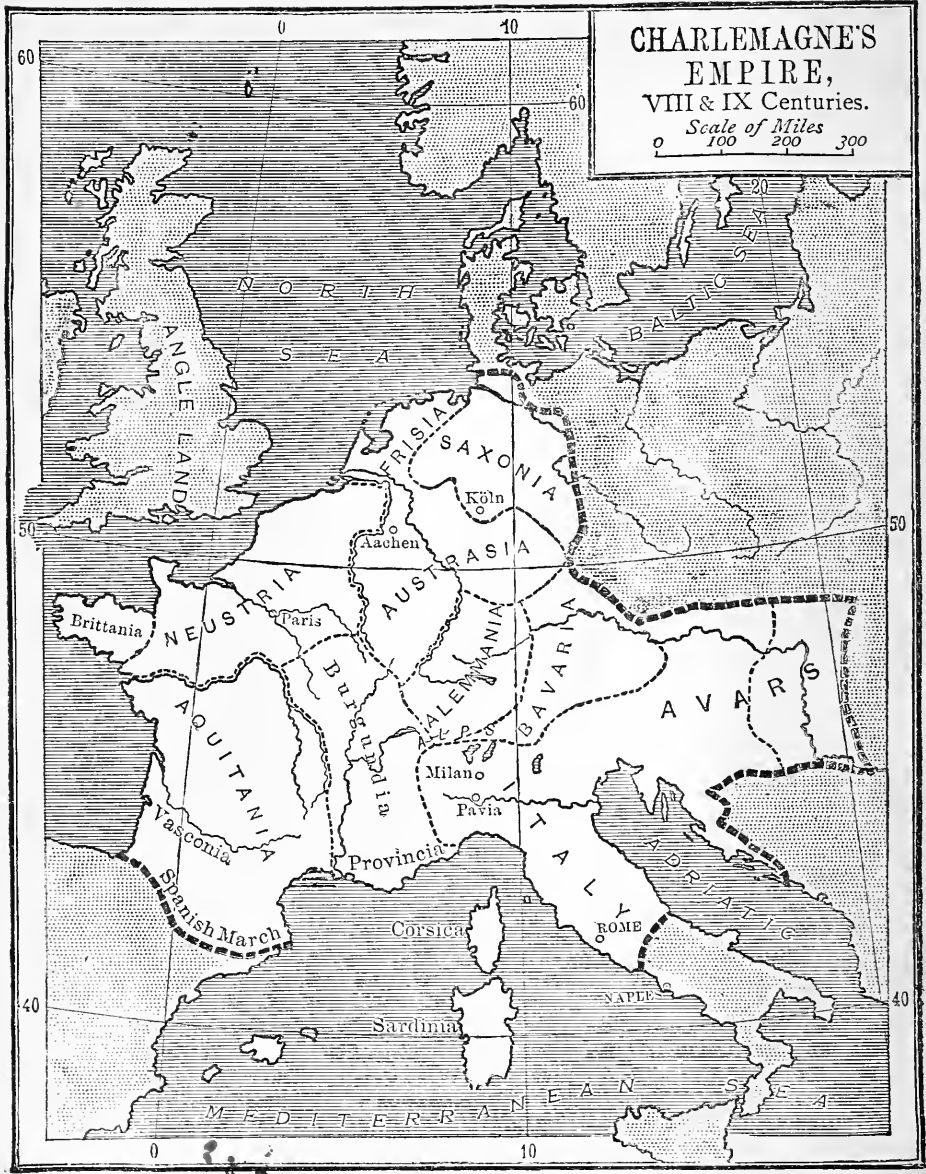 CHARLEMAGNE'S
EMPIRE,
VIII & IX Centuries.
Scale of Miles
0 100 200 300
0 10
60
60
20
NORTH
SEA
BALTIC SEA
ANGLE LAND
FRISIA
SAXONIA
Köln
50
50
Aachen
AUSTRASIA
NEUSTRIA
Brittania
Paris
ALEMMANIA
BAVARIA
Burgundia
AVARS
AQUITANIA
ALPS
Milano
Pavia
ITALY
Vasconia
Provincia
ADRIATIC
Spanish March
Corsica
ROME
NAPLES
40
40
Sardinia
MEDITERRANEAN SEA
0 10